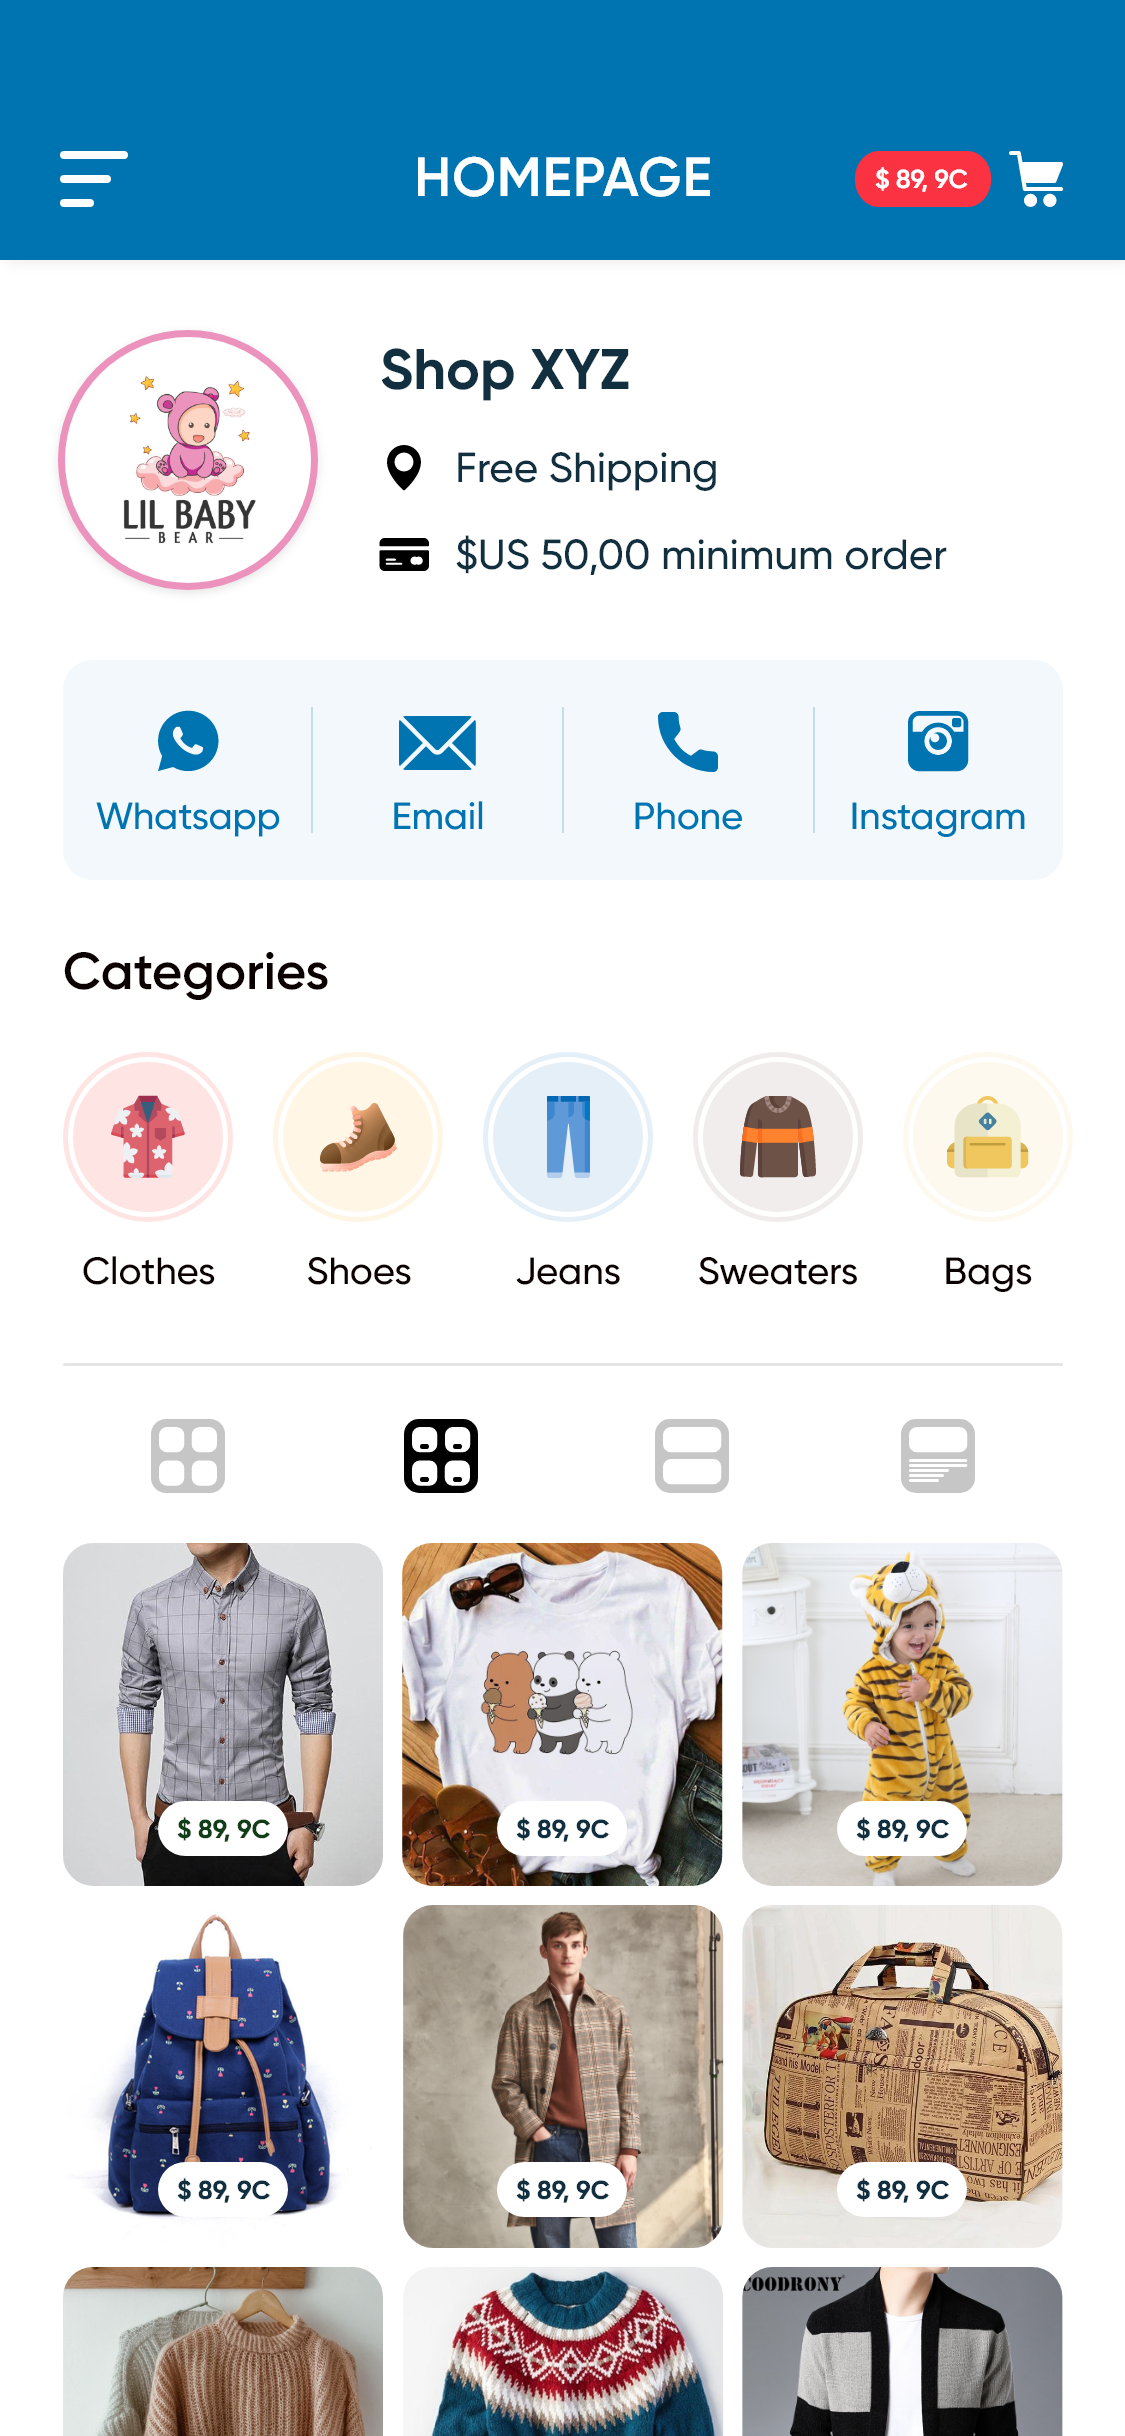 HOMEPAGE
$ 89, 9C
LIL BABY
BEAR
Shop XYZ
Free Shipping
$US 50,00 minimum order
Whatsapp
Email
Phone
Instagram
Categories
Clothes
Shoes
Jeans
Sweaters
Bags
$ 89, 9C
$ 89, 9C
$ 89, 9C
$ 89, 9C
$ 89, 9C
$ 89, 9C
COODRONY